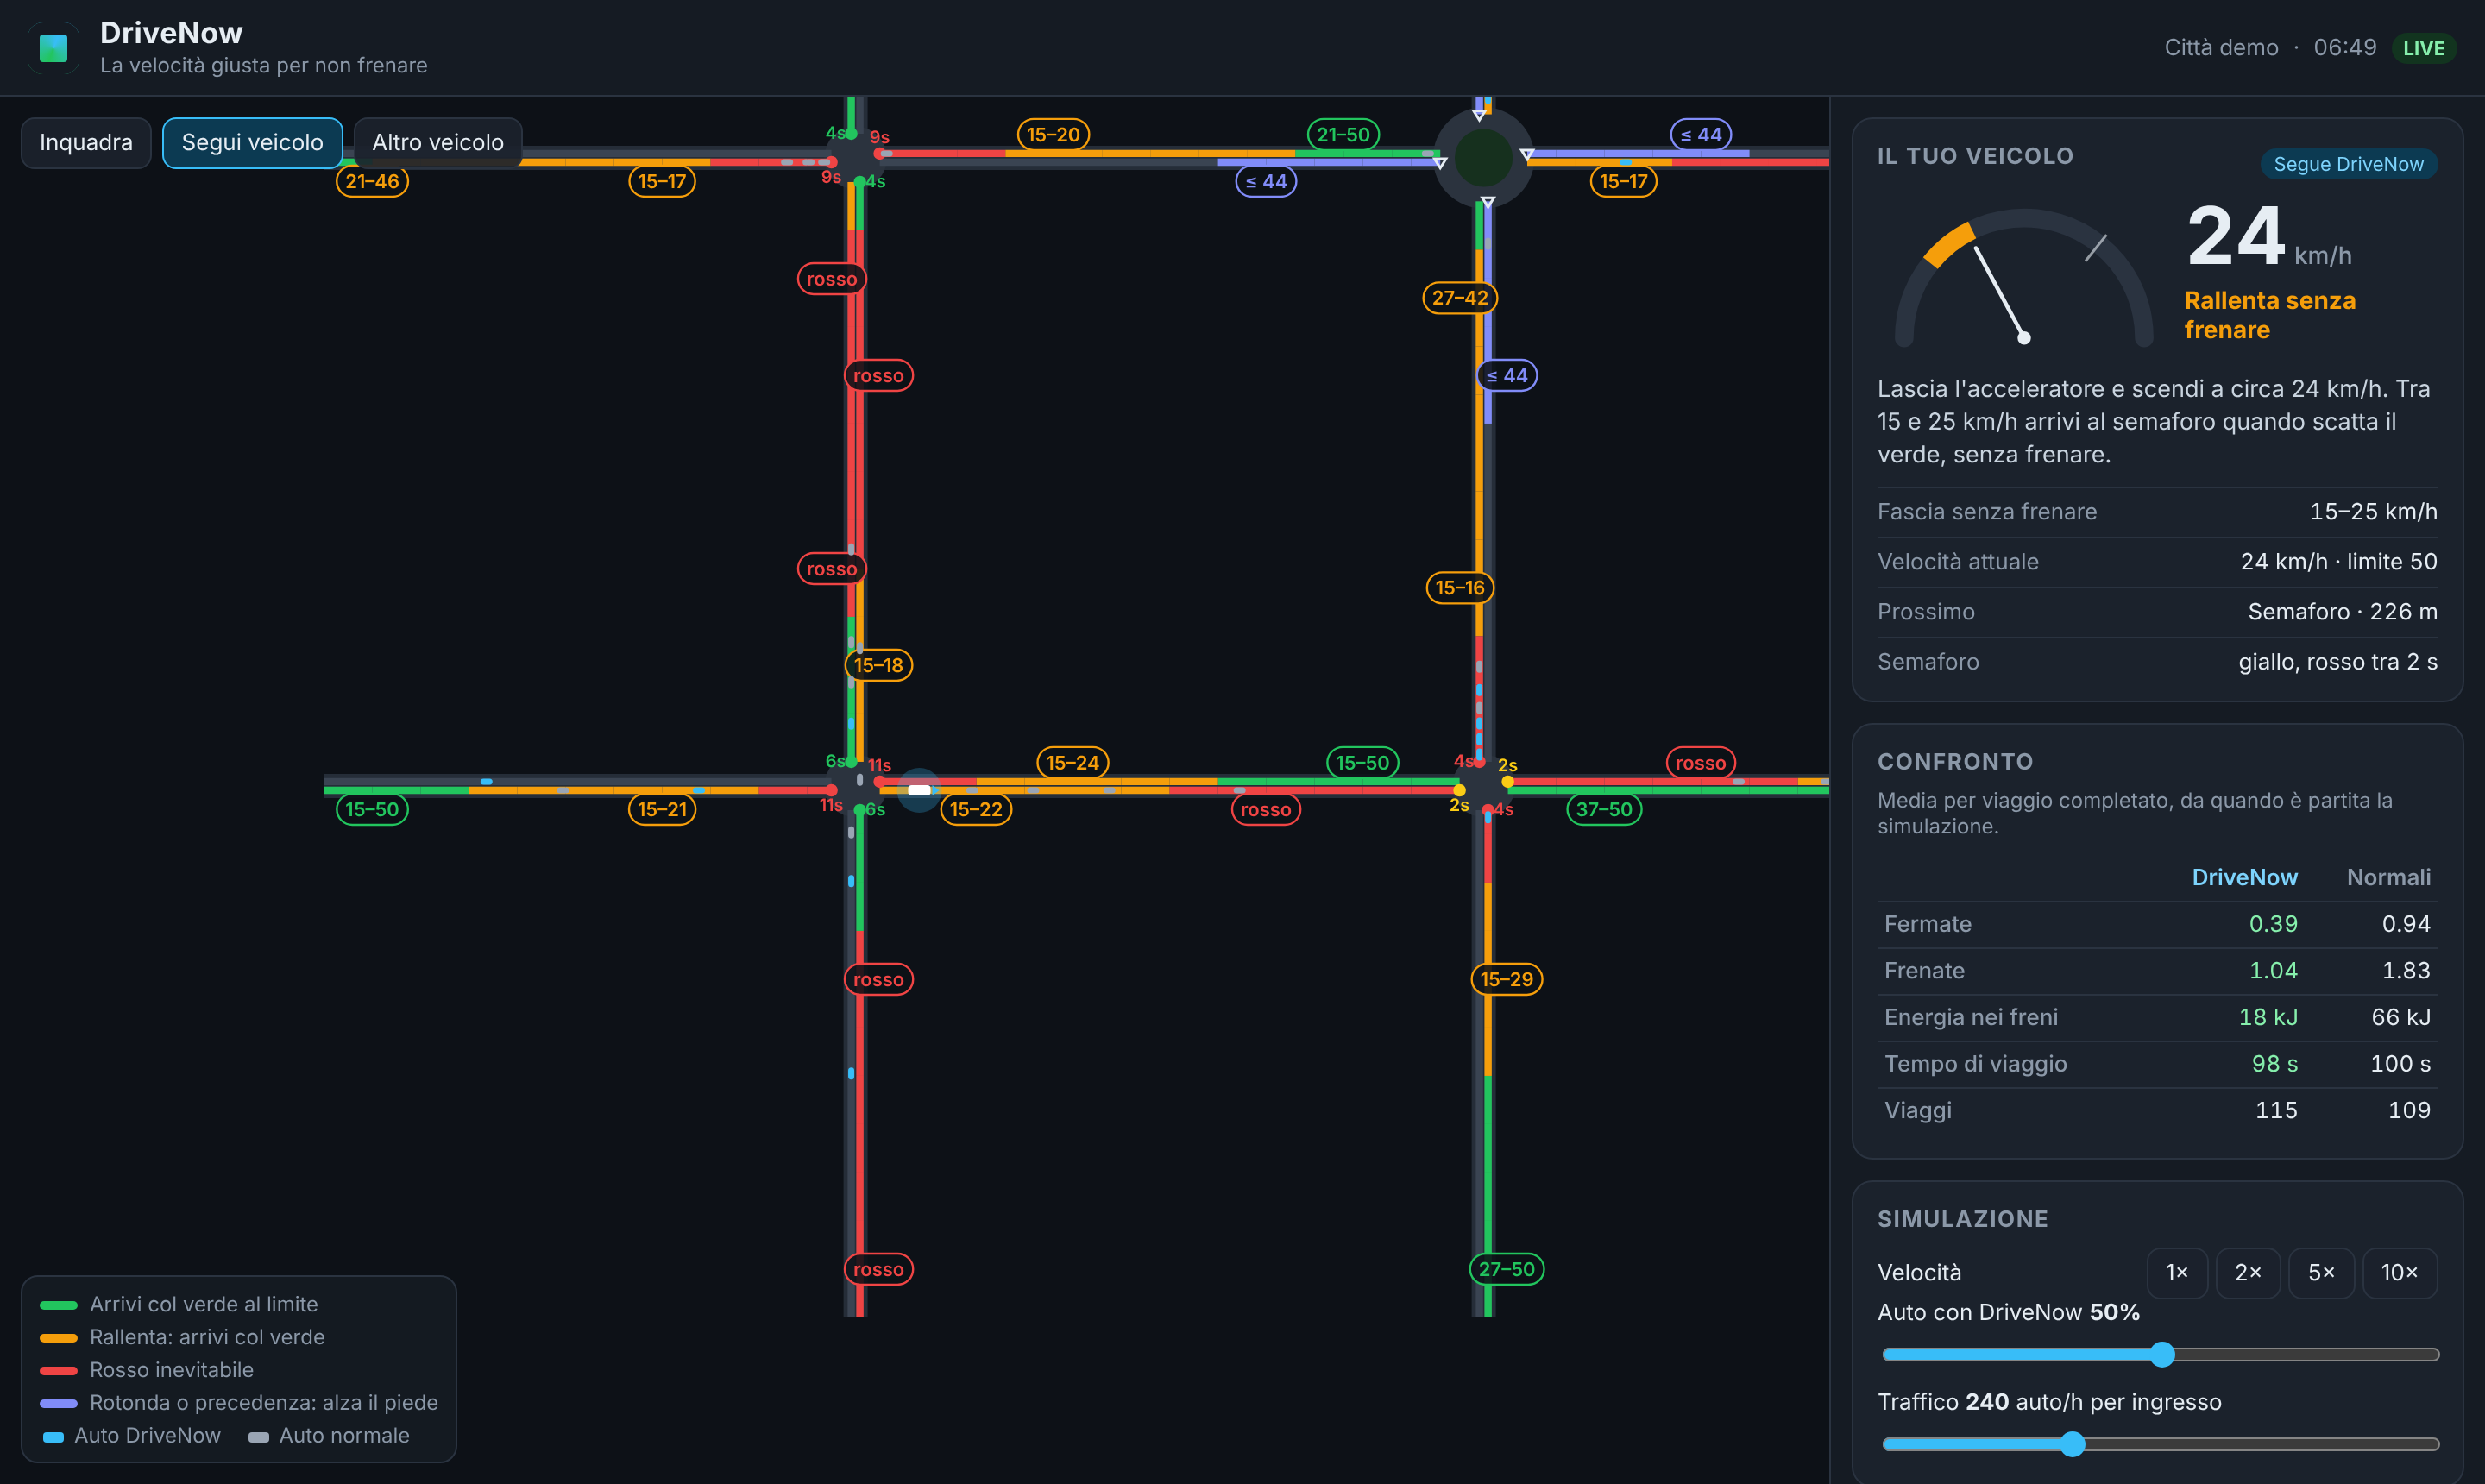 DriveNow
La velocità giusta per non frenare
Città demo · 06:49 LIVE
Inquadra
Segui veicolo
Altro veicolo
4s
9s
15–20
21–50
≤ 44
21–46
15–17
9s
4s
≤ 44
15–17
rosso
27–42
rosso
≤ 44
rosso
15–16
15–18
6s
11s
15–24
15–50
4s
2s
rosso
15–50
15–21
11s
6s
15–22
rosso
2s
4s
37–50
rosso
15–29
rosso
27–50
Arrivi col verde al limite
Rallenta: arrivi col verde
Rosso inevitabile
Rotonda o precedenza: alza il piede
Auto DriveNow
Auto normale
IL TUO VEICOLO
Segue DriveNow
24 km/h
Rallenta senza
frenare
Lascia l'acceleratore e scendi a circa 24 km/h. Tra
15 e 25 km/h arrivi al semaforo quando scatta il
verde, senza frenare.
Fascia senza frenare 15–25 km/h
Velocità attuale 24 km/h · limite 50
Prossimo Semaforo · 226 m
Semaforo giallo, rosso tra 2 s
CONFRONTO
Media per viaggio completato, da quando è partita la
simulazione.
DriveNow Normali
Fermate 0.39 0.94
Frenate 1.04 1.83
Energia nei freni 18 kJ 66 kJ
Tempo di viaggio 98 s 100 s
Viaggi 115 109
SIMULAZIONE
Velocità 1× 2× 5× 10×
Auto con DriveNow 50%
Traffico 240 auto/h per ingresso